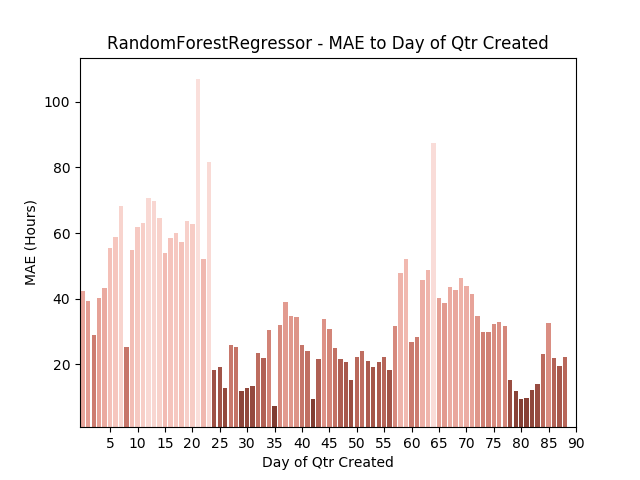 RandomForestRegressor - MAE to Day of Qtr Created
100
80
60
40
20
MAE (Hours)
5 10 15 20 25 30 35 40 45 50 55 60 65 70 75 80 85 90
Day of Qtr Created